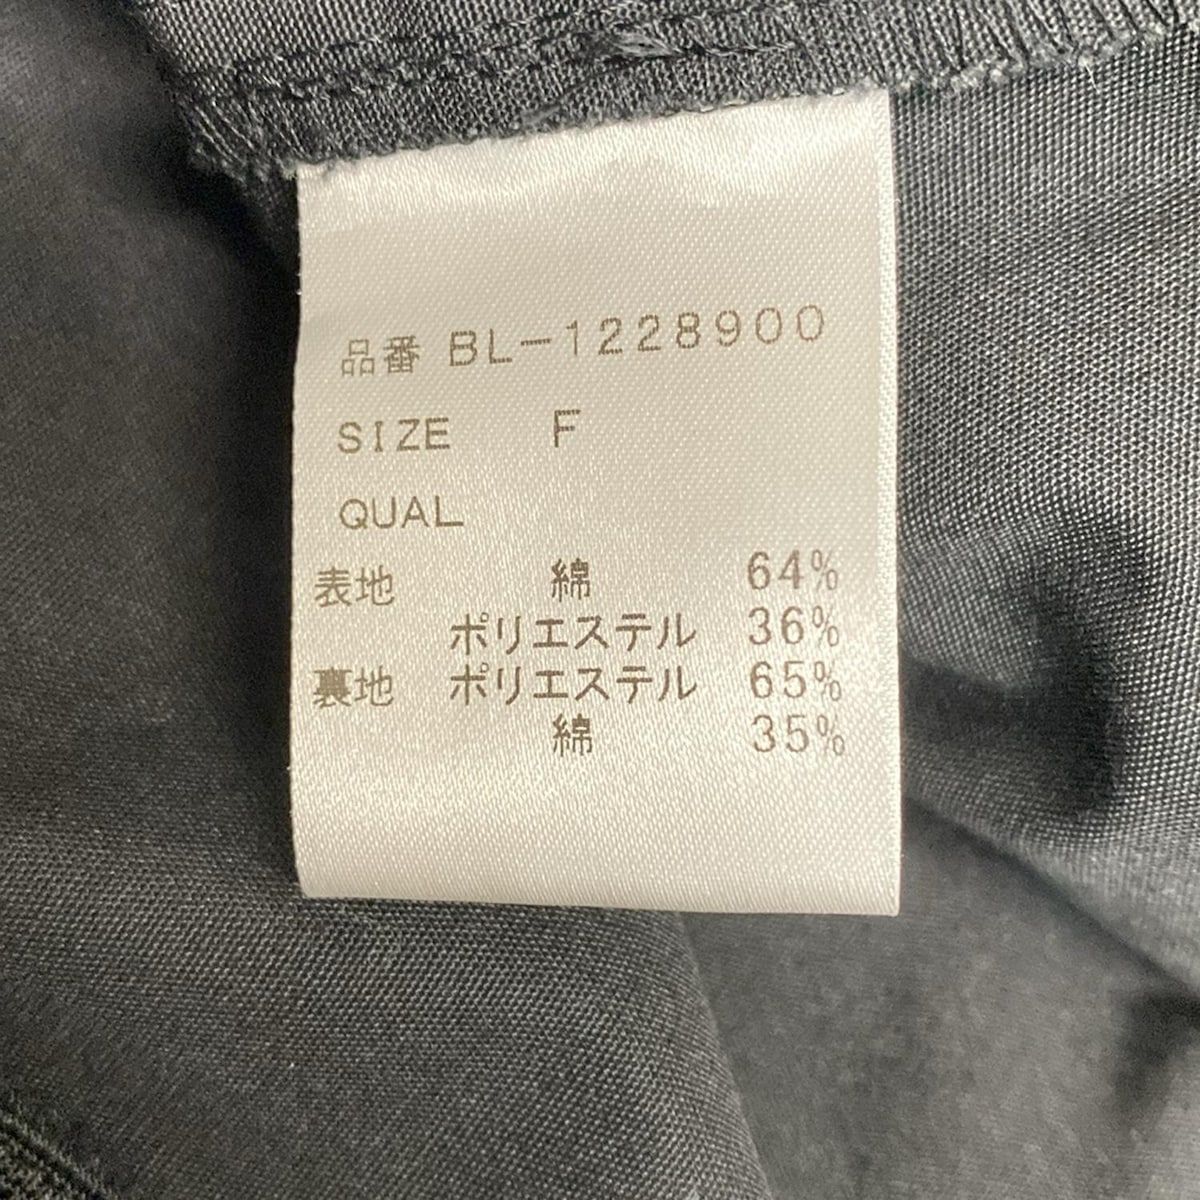 品番 BL-1228900
SIZE F
QUAL
表地 綿 64%
ポリエステル 36%
裏地 ポリエステル 65%
綿 35%